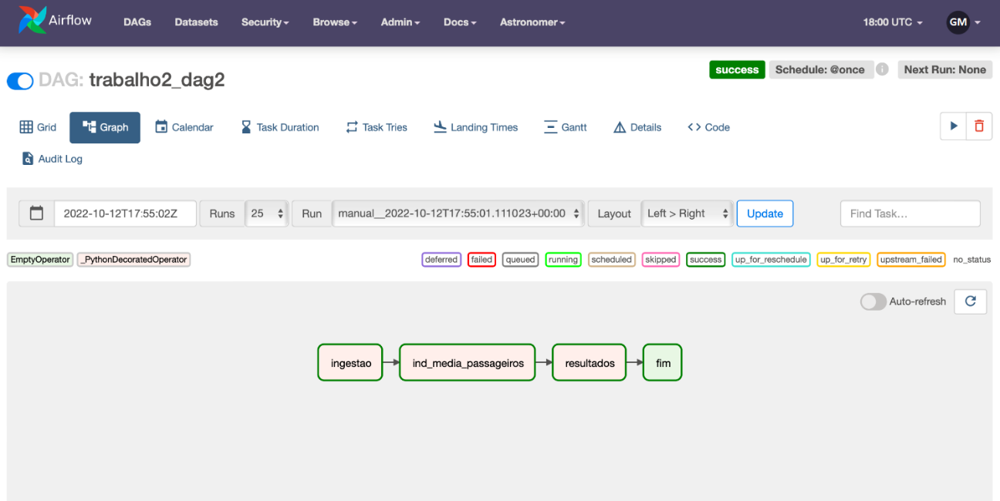 Airflow DAGs Datasets Security Browse Admin Docs Astronomer 18:00 UTC GM
DAG: trabalho2_dag2 success Schedule: @once i Next Run: None
Grid Graph Calendar Task Duration Task Tries Landing Times Gantt Details <> Code
Audit Log
2022-10-12T17:55:02Z Runs 25 Run manual__2022-10-12T17:55:01.111023+00:00 Layout Left > Right Update Find Task...
EmptyOperator _PythonDecoratedOperator deferred failed queued running scheduled skipped success up_for_reschedule up_for_retry upstream_failed no_status
Auto-refresh
ingestao ind_media_passageiros resultados fim